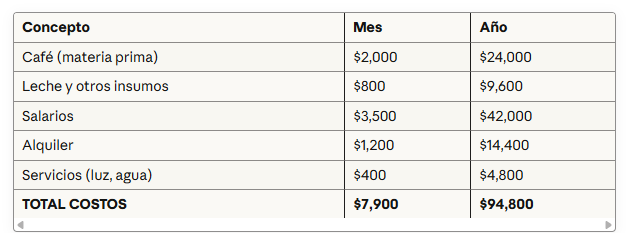 Concepto Mes Año
Café (materia prima) $2,000 $24,000
Leche y otros insumos $800 $9,600
Salarios $3,500 $42,000
Alquiler $1,200 $14,400
Servicios (luz, agua) $400 $4,800
TOTAL COSTOS $7,900 $94,800